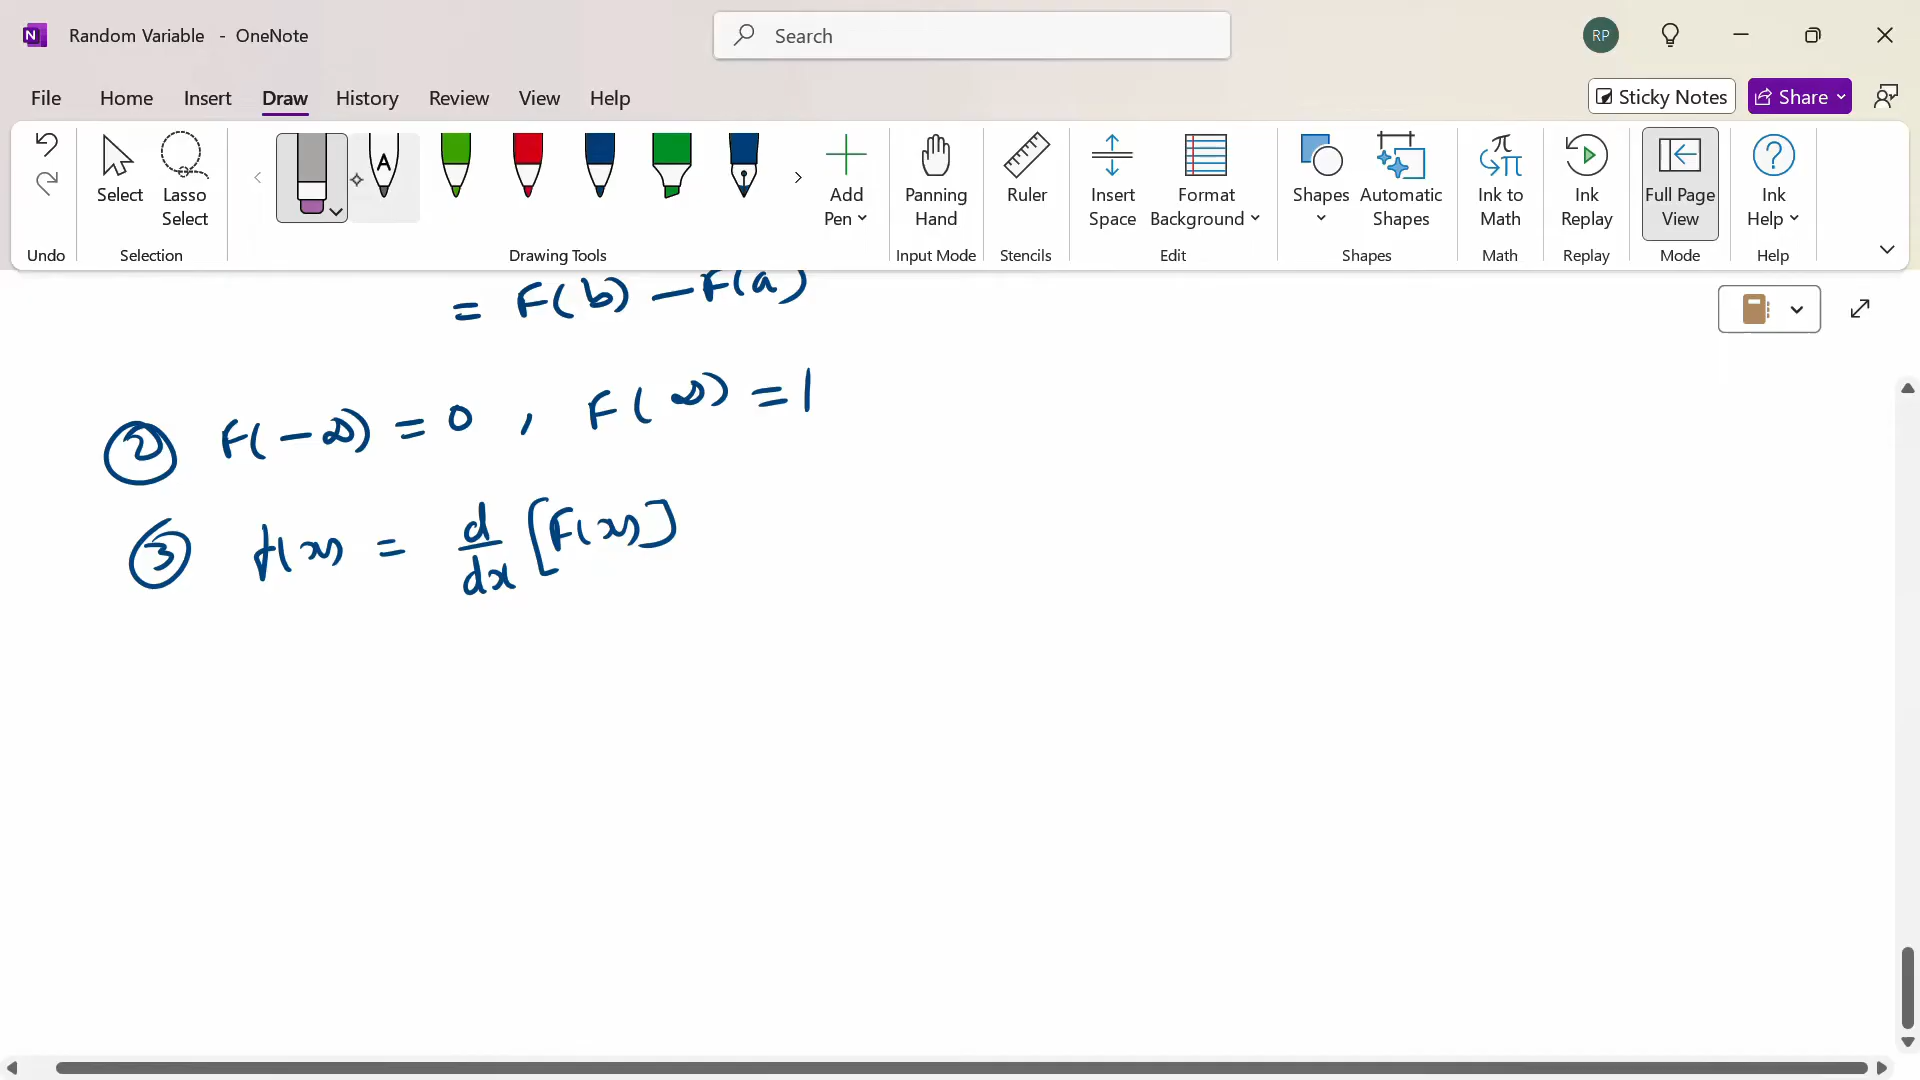 Random Variable - OneNote
Search
RP
File Home Insert Draw History Review View Help
Sticky Notes Share
A
Select Lasso Select
Add Pen
Panning Hand
Ruler
Insert Space
Format Background
Shapes Automatic Shapes
Ink to Math
Ink Replay
Full Page View
Ink Help
Undo Selection Drawing Tools Input Mode Stencils Edit Shapes Math Replay Mode Help
= F(b) - F(a)
② F(-∞) = 0 , F(∞) = 1
③ f(x) = d/dx [F(x)]